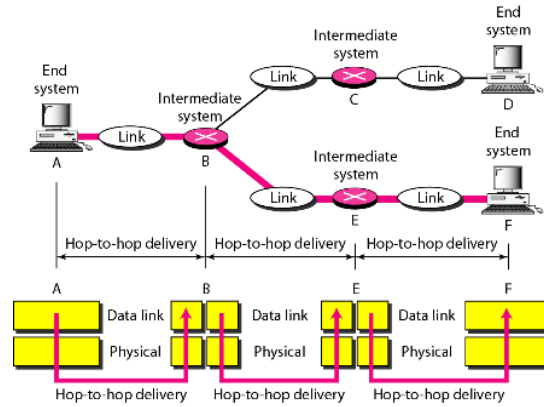 Intermediate
system
End
system
Link
Link
C
D
End
system
Intermediate
system
Link
A
B
Intermediate
system
End
system
Link
Link
E
F
Hop-to-hop delivery
Hop-to-hop delivery
Hop-to-hop delivery
A
B
E
F
Data link
Data link
Data link
Physical
Physical
Physical
Hop-to-hop delivery
Hop-to-hop delivery
Hop-to-hop delivery